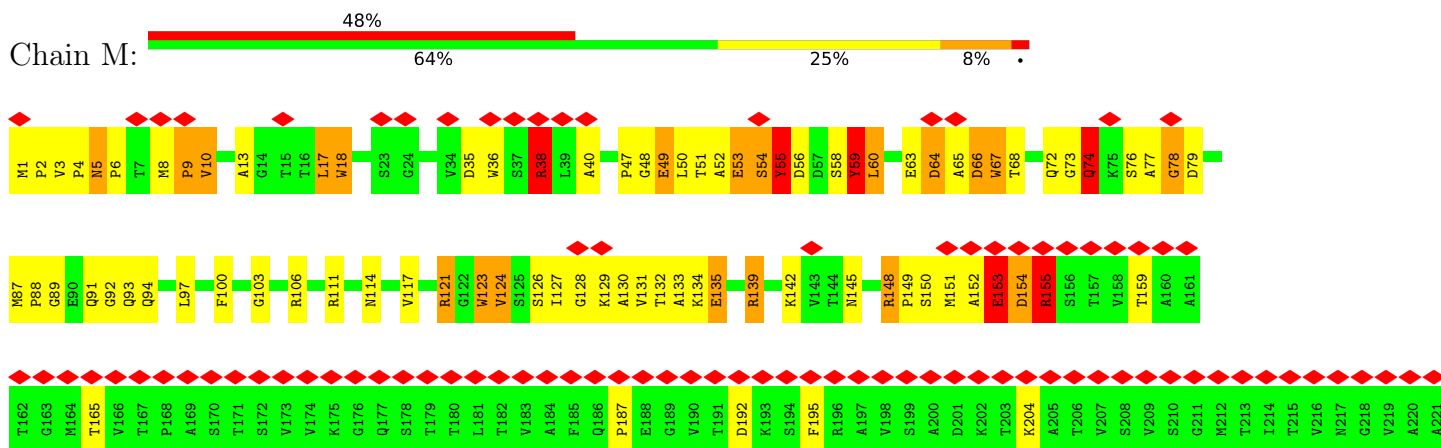 48%
Chain M:
64% 25% 8% •
M1 P2 V3 P4 N5 P6 T7 M8 P9 V10 A13 G14 T15 T16 L17 W18 S23 G24 V34 D35 W36 S37 R38 L39 A40 P47 G48 E49 L50 T51 A52 E53 S54 Y55 D56 D57 S58 Y59 L60 E63 D64 A65 D66 W67 T68 Q72 G73 Q74 K75 S76 A77 G78 D79
M87 P88 G89 E90 Q91 G92 Q93 Q94 L97 F100 G103 R106 R111 N114 V117 R121 G122 W123 V124 S125 S126 I127 G128 K129 A130 V131 T132 A133 K134 E135 R139 K142 V143 T144 N145 R148 P149 S150 M151 A152 E153 D154 R155 S156 T157 V158 T159 A160 A161
T162 G163 M164 T165 V166 T167 P168 A169 S170 T171 S172 V173 V174 K175 G176 Q177 S178 T179 T180 L181 T182 V183 A184 F185 Q186 P187 E188 G189 V190 T191 D192 K193 S194 F195 R196 A197 V198 S199 A200 D201 K202 T203 K204 A205 T206 V207 S208 V209 S210 G211 M212 T213 I214 T215 V216 N217 G218 V219 A220 A221